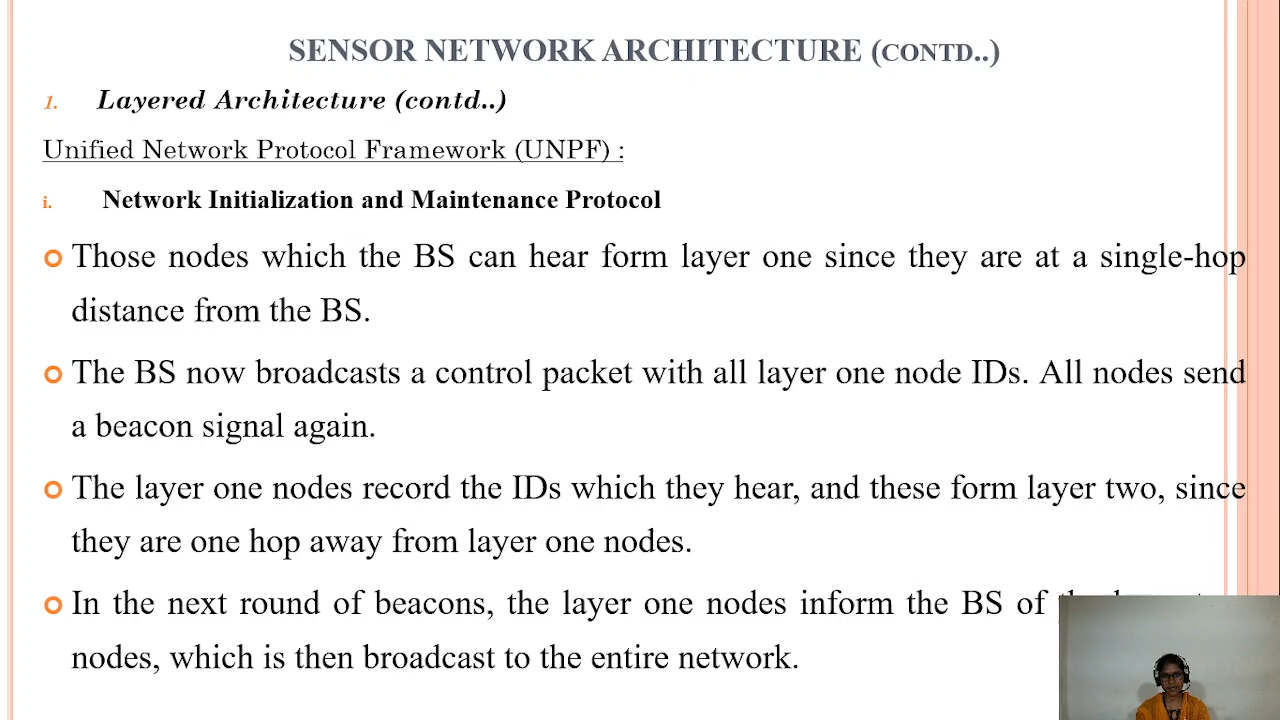 SENSOR NETWORK ARCHITECTURE (CONTD..)
1. Layered Architecture (contd..)
Unified Network Protocol Framework (UNPF) :
i. Network Initialization and Maintenance Protocol
Those nodes which the BS can hear form layer one since they are at a single-hop
distance from the BS.
The BS now broadcasts a control packet with all layer one node IDs. All nodes send
a beacon signal again.
The layer one nodes record the IDs which they hear, and these form layer two, since
they are one hop away from layer one nodes.
In the next round of beacons, the layer one nodes inform the BS of
nodes, which is then broadcast to the entire network.